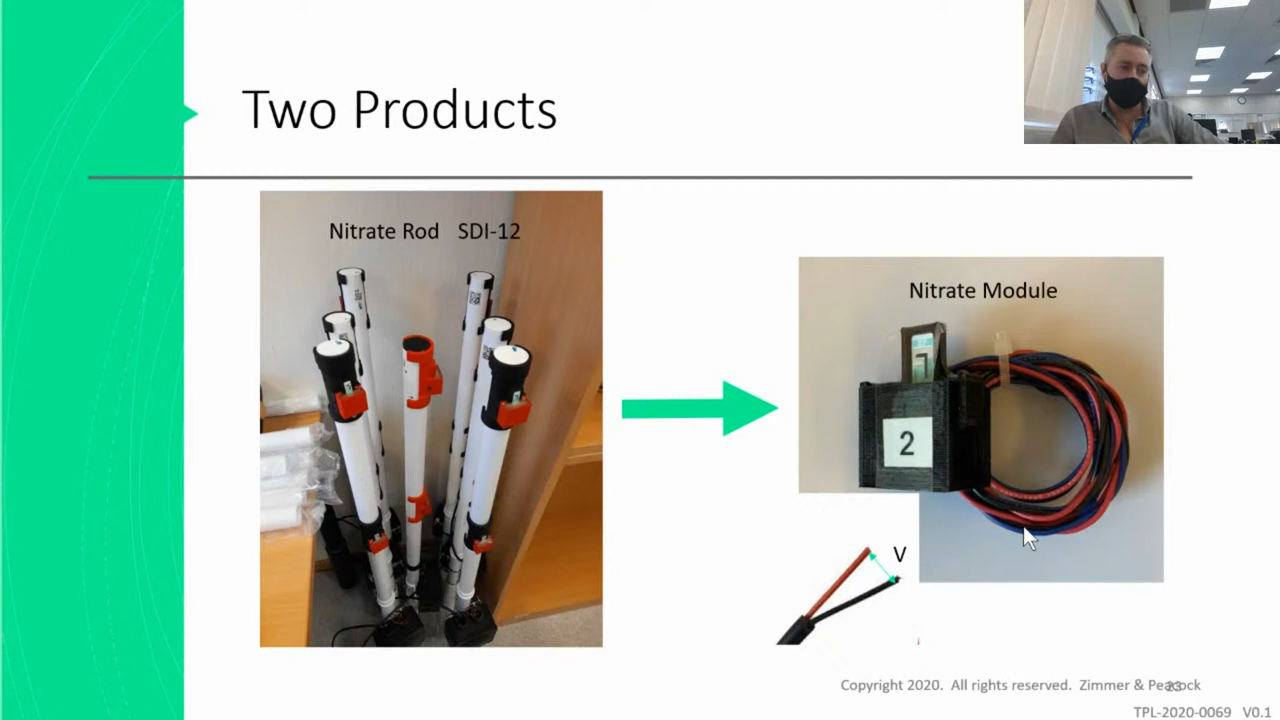 Two Products
Nitrate Rod SDI-12
Nitrate Module
2
V
Copyright 2020. All rights reserved. Zimmer & Peacock
23
TPL-2020-0069 V0.1